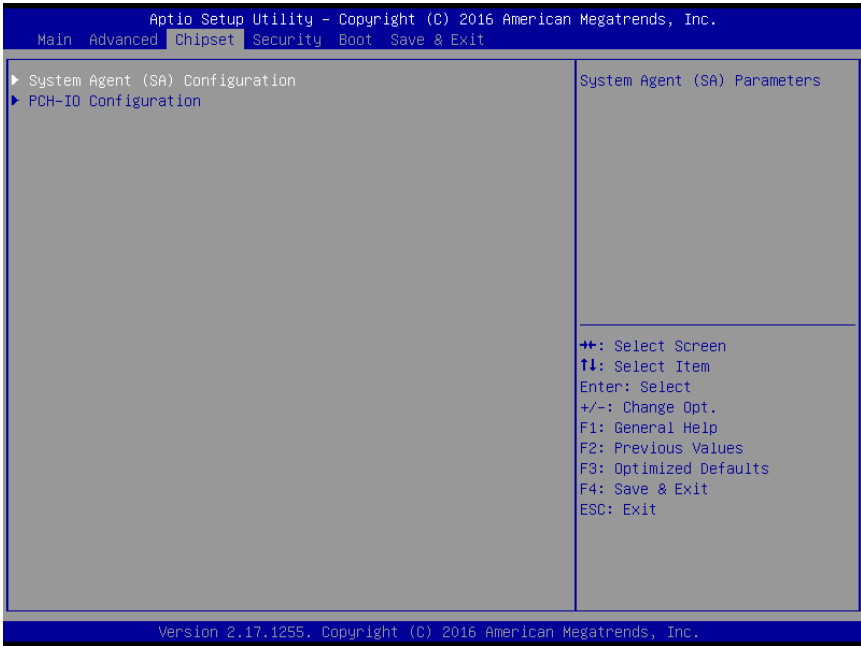 Aptio Setup Utility – Copyright (C) 2016 American Megatrends, Inc.
Main Advanced Chipset Security Boot Save & Exit
► System Agent (SA) Configuration
► PCH-IO Configuration
System Agent (SA) Parameters
→←: Select Screen
↑↓: Select Item
Enter: Select
+/-: Change Opt.
F1: General Help
F2: Previous Values
F3: Optimized Defaults
F4: Save & Exit
ESC: Exit
Version 2.17.1255. Copyright (C) 2016 American Megatrends, Inc.